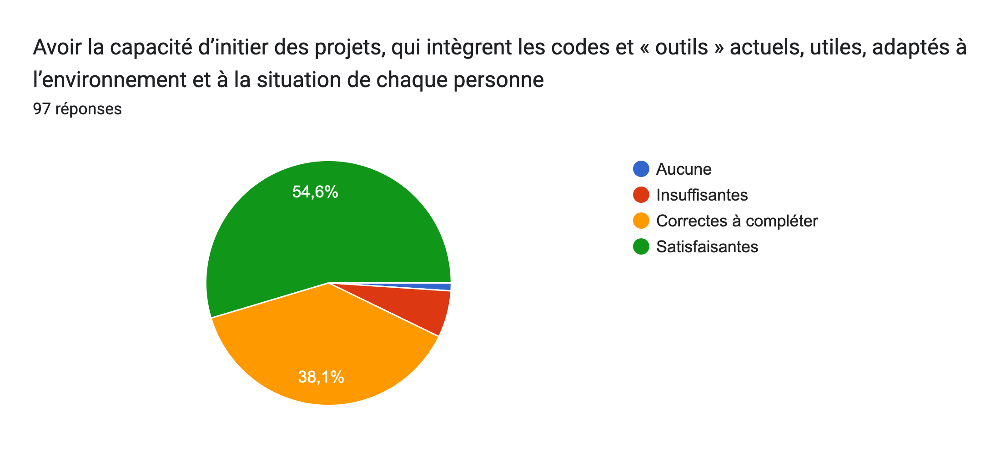 Avoir la capacité d’initier des projets, qui intègrent les codes et « outils » actuels, utiles, adaptés à
l’environnement et à la situation de chaque personne
97 réponses
54,6%
38,1%
Aucune
Insuffisantes
Correctes à compléter
Satisfaisantes